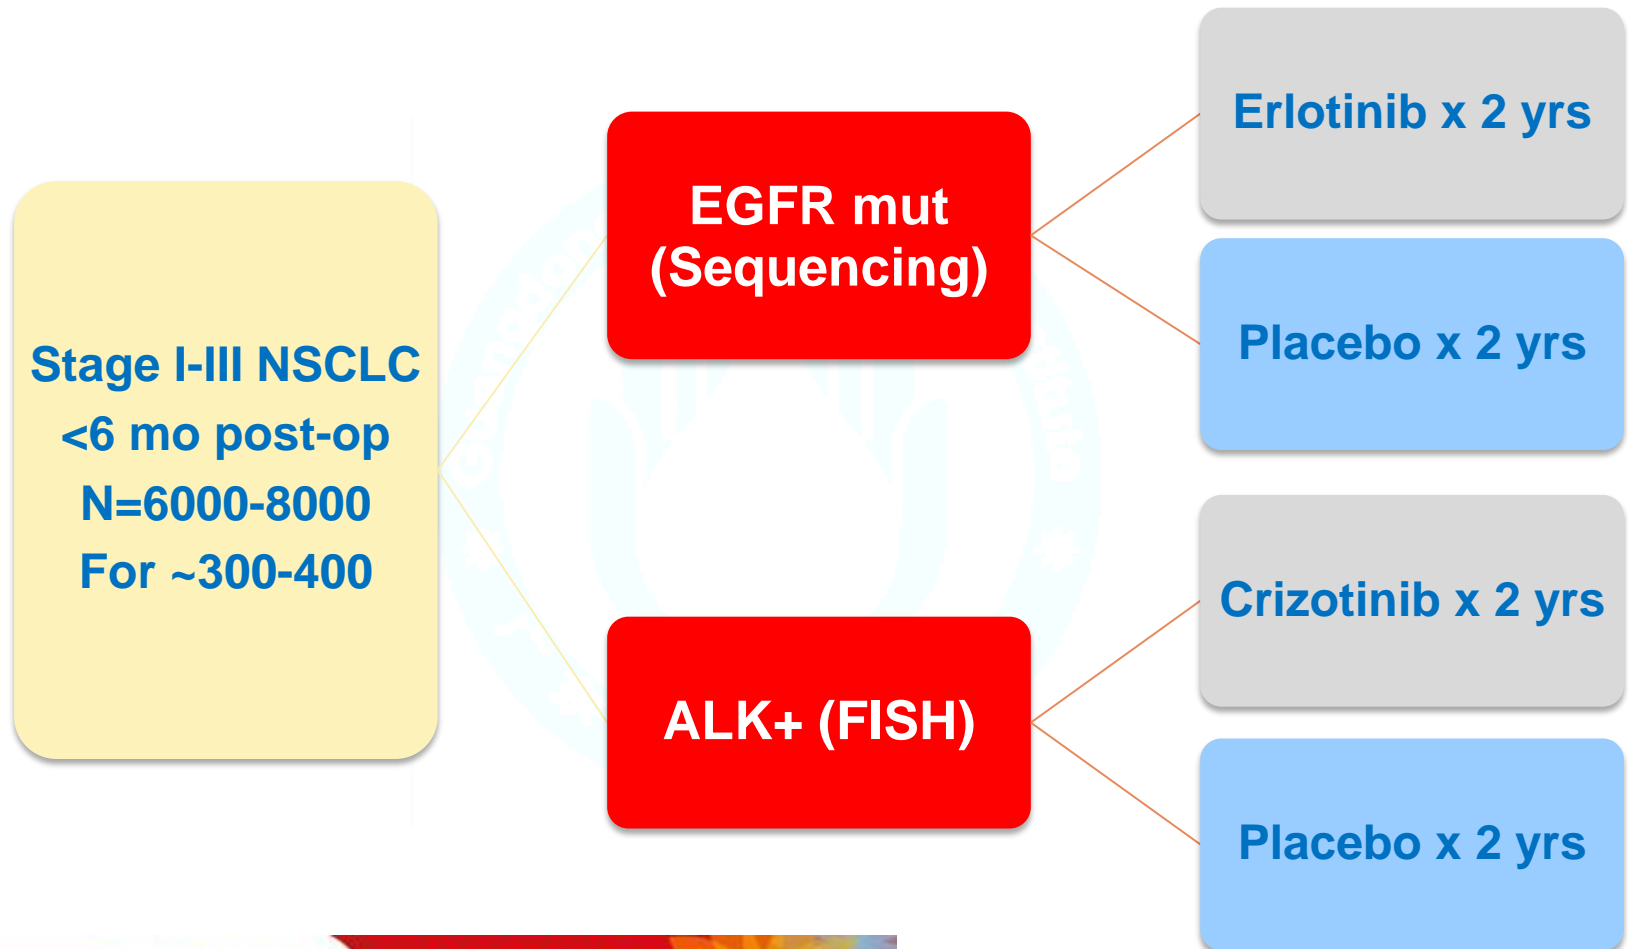 Stage I-III NSCLC
<6 mo post-op
N=6000-8000
For ~300-400
EGFR mut
(Sequencing)
ALK+ (FISH)
Erlotinib x 2 yrs
Placebo x 2 yrs
Crizotinib x 2 yrs
Placebo x 2 yrs